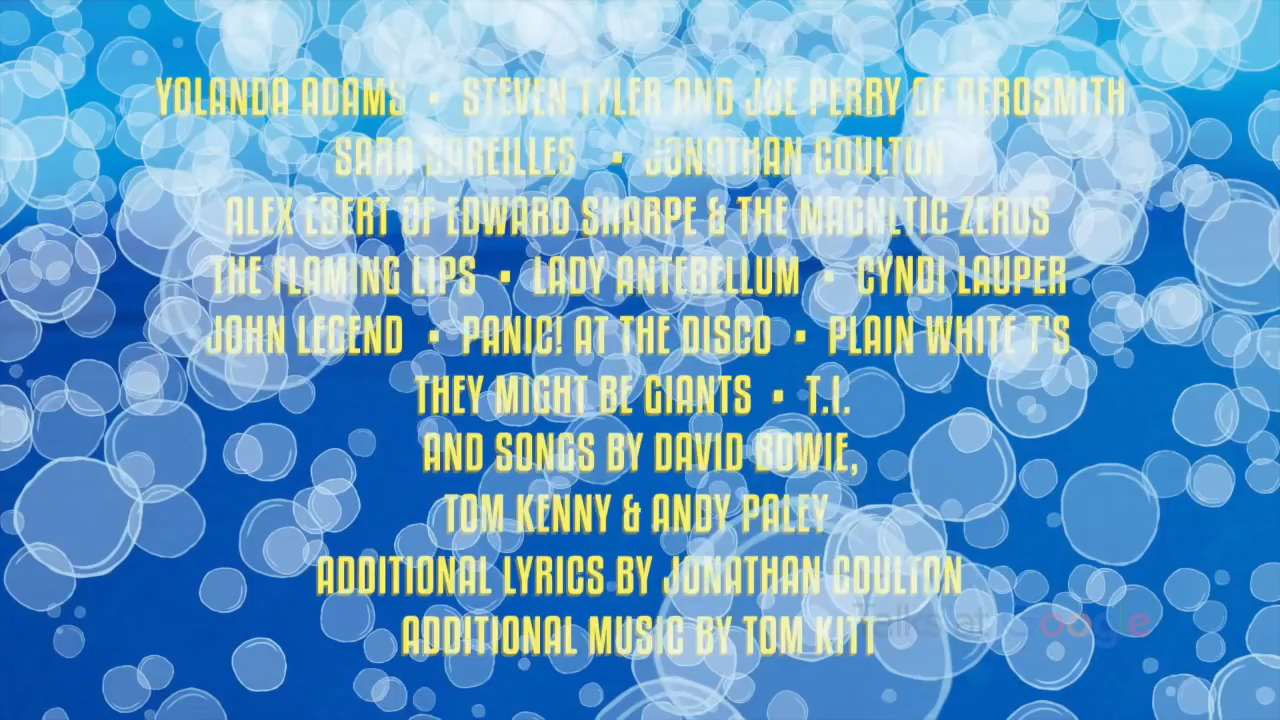 YOLANDA ADAMS • STEVEN TYLER AND JOE PERRY OF AEROSMITH
SARA BAREILLES • JONATHAN COULTON
ALEX EBERT OF EDWARD SHARPE & THE MAGNETIC ZEROS
THE FLAMING LIPS • LADY ANTEBELLUM • CYNDI LAUPER
JOHN LEGEND • PANIC! AT THE DISCO • PLAIN WHITE T'S
THEY MIGHT BE GIANTS • T.I.
AND SONGS BY DAVID BOWIE,
TOM KENNY & ANDY PALEY
ADDITIONAL LYRICS BY JONATHAN COULTON
Talks at Google
ADDITIONAL MUSIC BY TOM KITT